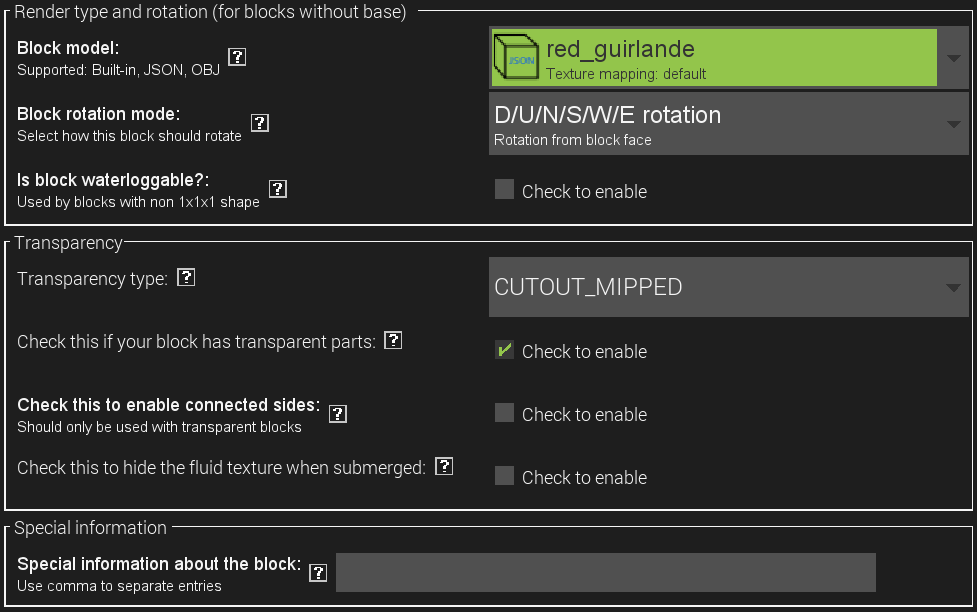 Render type and rotation (for blocks without base)
Block model:
Supported: Built-in, JSON, OBJ
?
JSON
red_guirlande
Texture mapping: default
Block rotation mode:
Select how this block should rotate
?
D/U/N/S/W/E rotation
Rotation from block face
Is block waterloggable?:
Used by blocks with non 1x1x1 shape
?
Check to enable
Transparency
Transparency type: ?
CUTOUT_MIPPED
Check this if your block has transparent parts: ?
Check to enable
Check this to enable connected sides:
Should only be used with transparent blocks
?
Check to enable
Check this to hide the fluid texture when submerged: ?
Check to enable
Special information
Special information about the block:
Use comma to separate entries
?